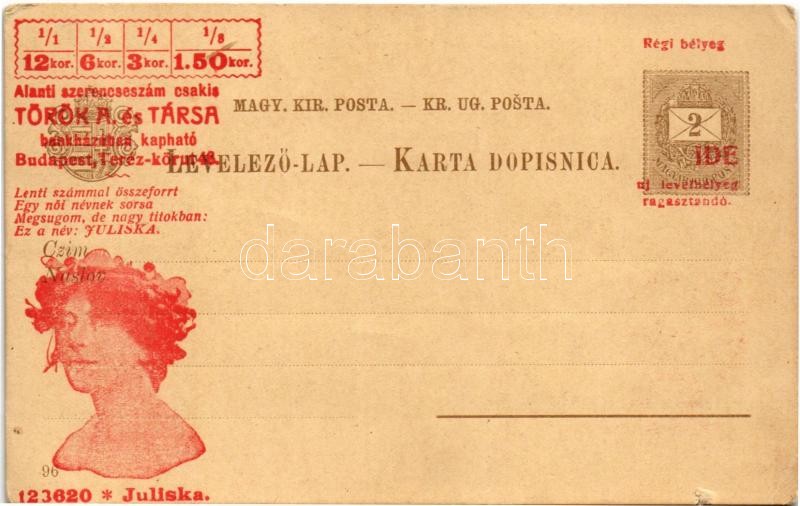 1/1 1/2 1/4 1/8
12 kor. 6 kor. 3 kor. 1.50 kor.
Alanti szerencseszám csakis
TÖRÖK A. és TÁRSA
bankházában kapható
Budapest, Teréz-körut 46.
Lenti számmal összeforrt
Egy női névnek sorsa
Megsugom, de nagy titokban:
Ez a név: JULISKA.
MAGY. KIR. POSTA. — KR. UG. POŠTA.
LEVELEZŐ-LAP. — KARTA DOPISNICA.
Régi bélyeg
2
IDE
uj levélbélyeg
ragasztandó.
Czim
Naslov
darabanth
96
123620 * Juliska.